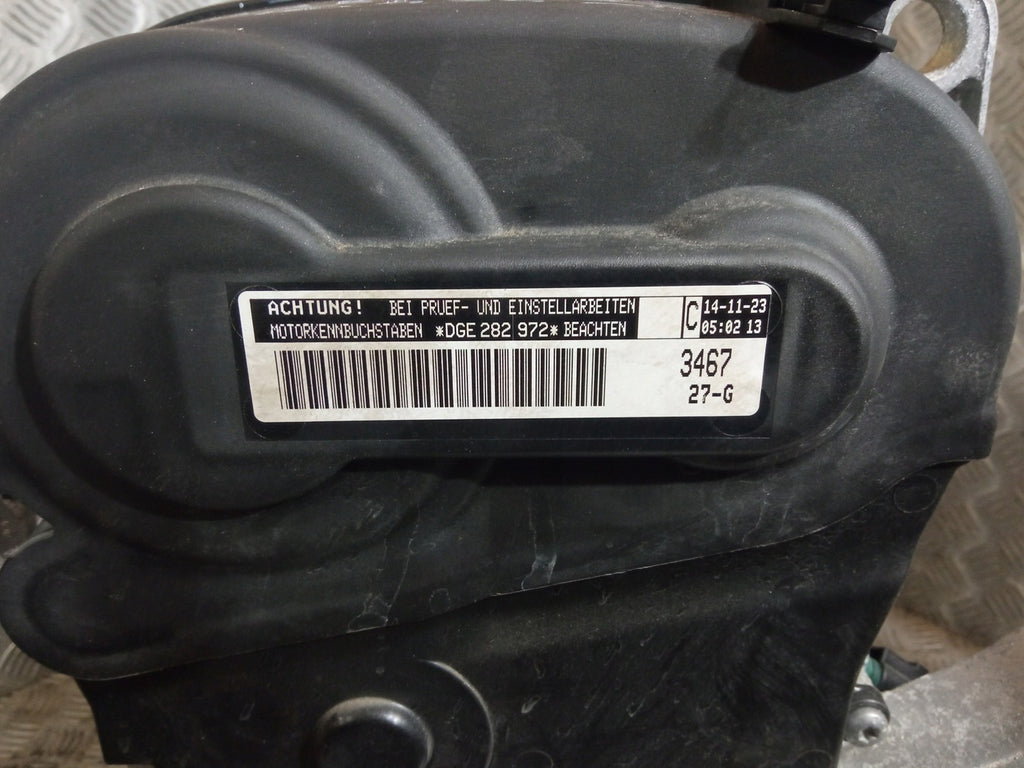 ACHTUNG! BEI PRUEF- UND EINSTELLARBEITEN
MOTORKENNBUCHSTABEN *DGE 282 972* BEACHTEN
C 14-11-23
05:02 13
3467
27-G